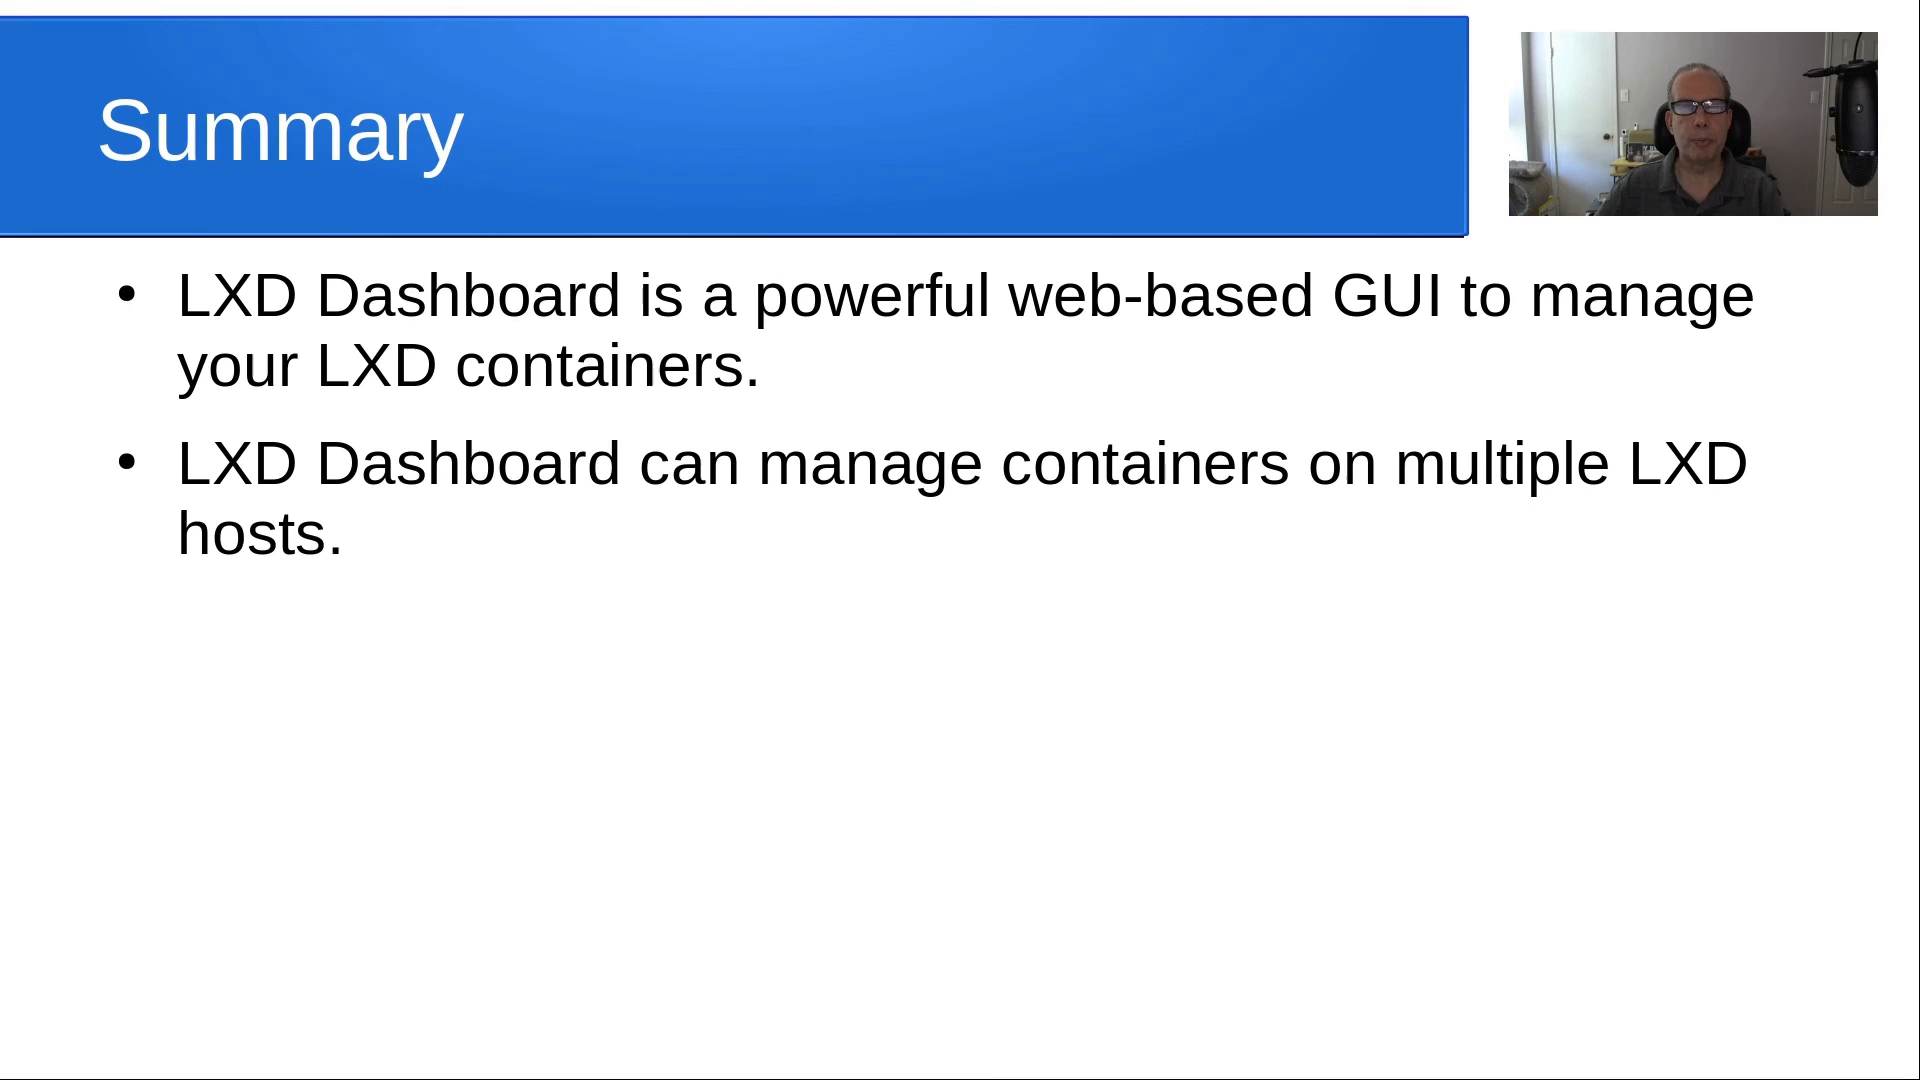 Summary
• LXD Dashboard is a powerful web-based GUI to manage
your LXD containers.
• LXD Dashboard can manage containers on multiple LXD
hosts.